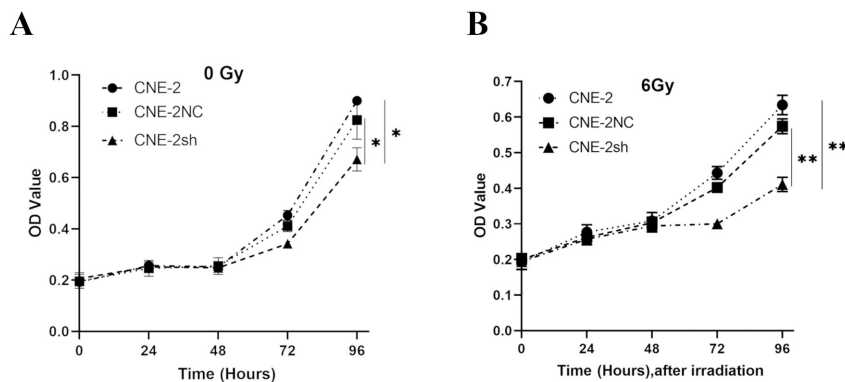 A
0 Gy
CNE-2
CNE-2NC
CNE-2sh
OD Value
1.0
0.8
0.6
0.4
0.2
0.0
*
*
0
24
48
72
96
Time (Hours)
B
6Gy
CNE-2
CNE-2NC
CNE-2sh
OD Value
0.7
0.6
0.5
0.4
0.3
0.2
0.1
0.0
**
**
0
24
48
72
96
Time (Hours),after irradiation